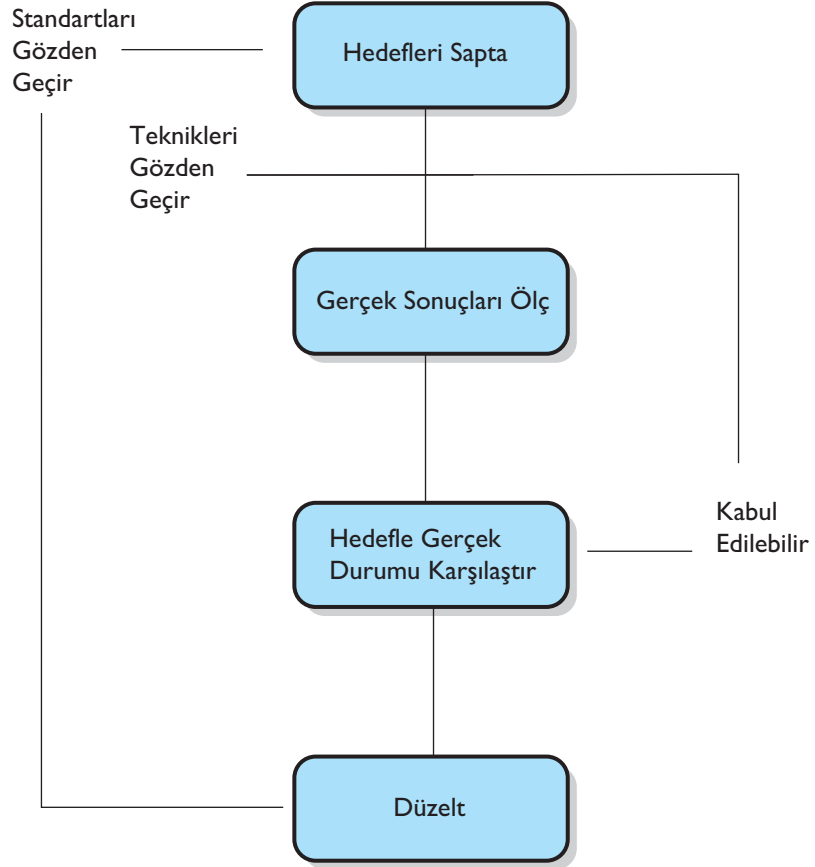 Standartları
Gözden
Geçir
Hedefleri Sapta
Teknikleri
Gözden
Geçir
Gerçek Sonuçları Ölç
Hedefle Gerçek
Durumu Karşılaştır
Kabul
Edilebilir
Düzelt